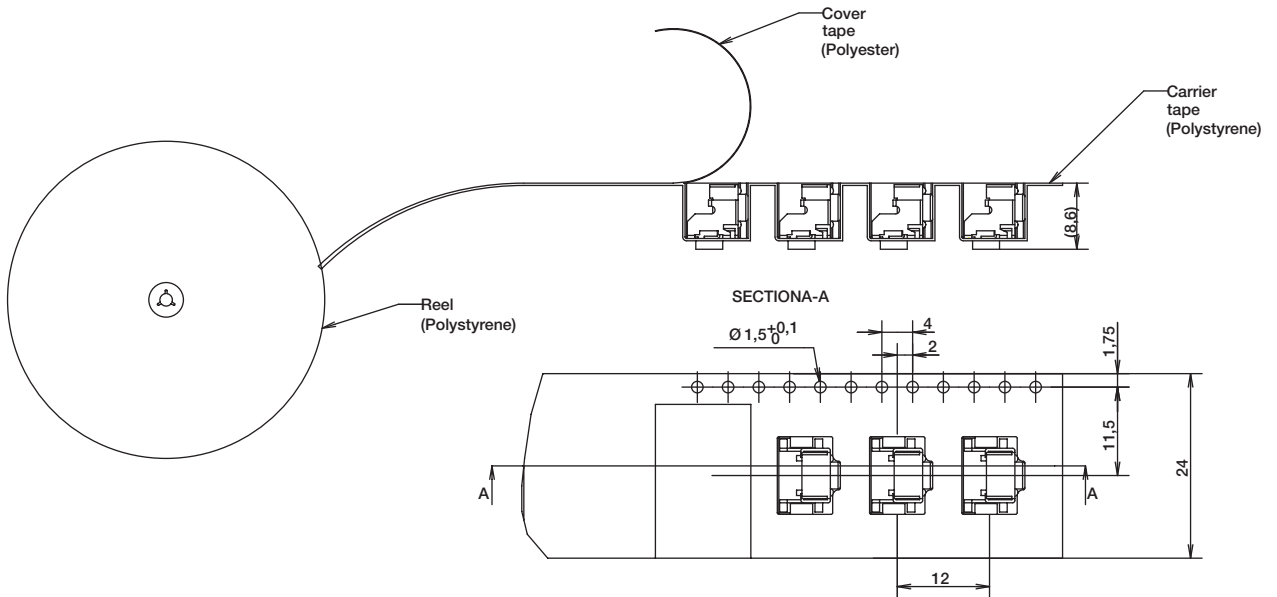 Cover
tape
(Polyester)
Carrier
tape
(Polystyrene)
(8,6)
Reel
(Polystyrene)
SECTIONA-A
Ø 1,5 +0,1 0
4
2
1,75
11,5
24
A
A
12